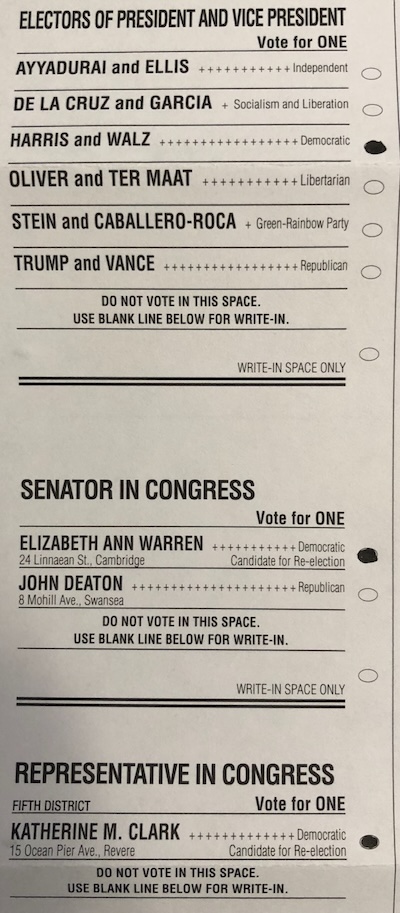 ELECTORS OF PRESIDENT AND VICE PRESIDENT
Vote for ONE
AYYADURAI and ELLIS +++++++++++ Independent
DE LA CRUZ and GARCIA + Socialism and Liberation
HARRIS and WALZ +++++++++++++++++ Democratic
OLIVER and TER MAAT +++++++++++ Libertarian
STEIN and CABALLERO-ROCA + Green-Rainbow Party
TRUMP and VANCE +++++++++++++++++ Republican
DO NOT VOTE IN THIS SPACE.
USE BLANK LINE BELOW FOR WRITE-IN.
WRITE-IN SPACE ONLY
SENATOR IN CONGRESS
Vote for ONE
ELIZABETH ANN WARREN +++++++++++ Democratic
24 Linnaean St., Cambridge Candidate for Re-election
JOHN DEATON +++++++++++++++++++++ Republican
8 Mohill Ave., Swansea
DO NOT VOTE IN THIS SPACE.
USE BLANK LINE BELOW FOR WRITE-IN.
WRITE-IN SPACE ONLY
REPRESENTATIVE IN CONGRESS
FIFTH DISTRICT Vote for ONE
KATHERINE M. CLARK +++++++++++++ Democratic
15 Ocean Pier Ave., Revere Candidate for Re-election
DO NOT VOTE IN THIS SPACE.
USE BLANK LINE BELOW FOR WRITE-IN.